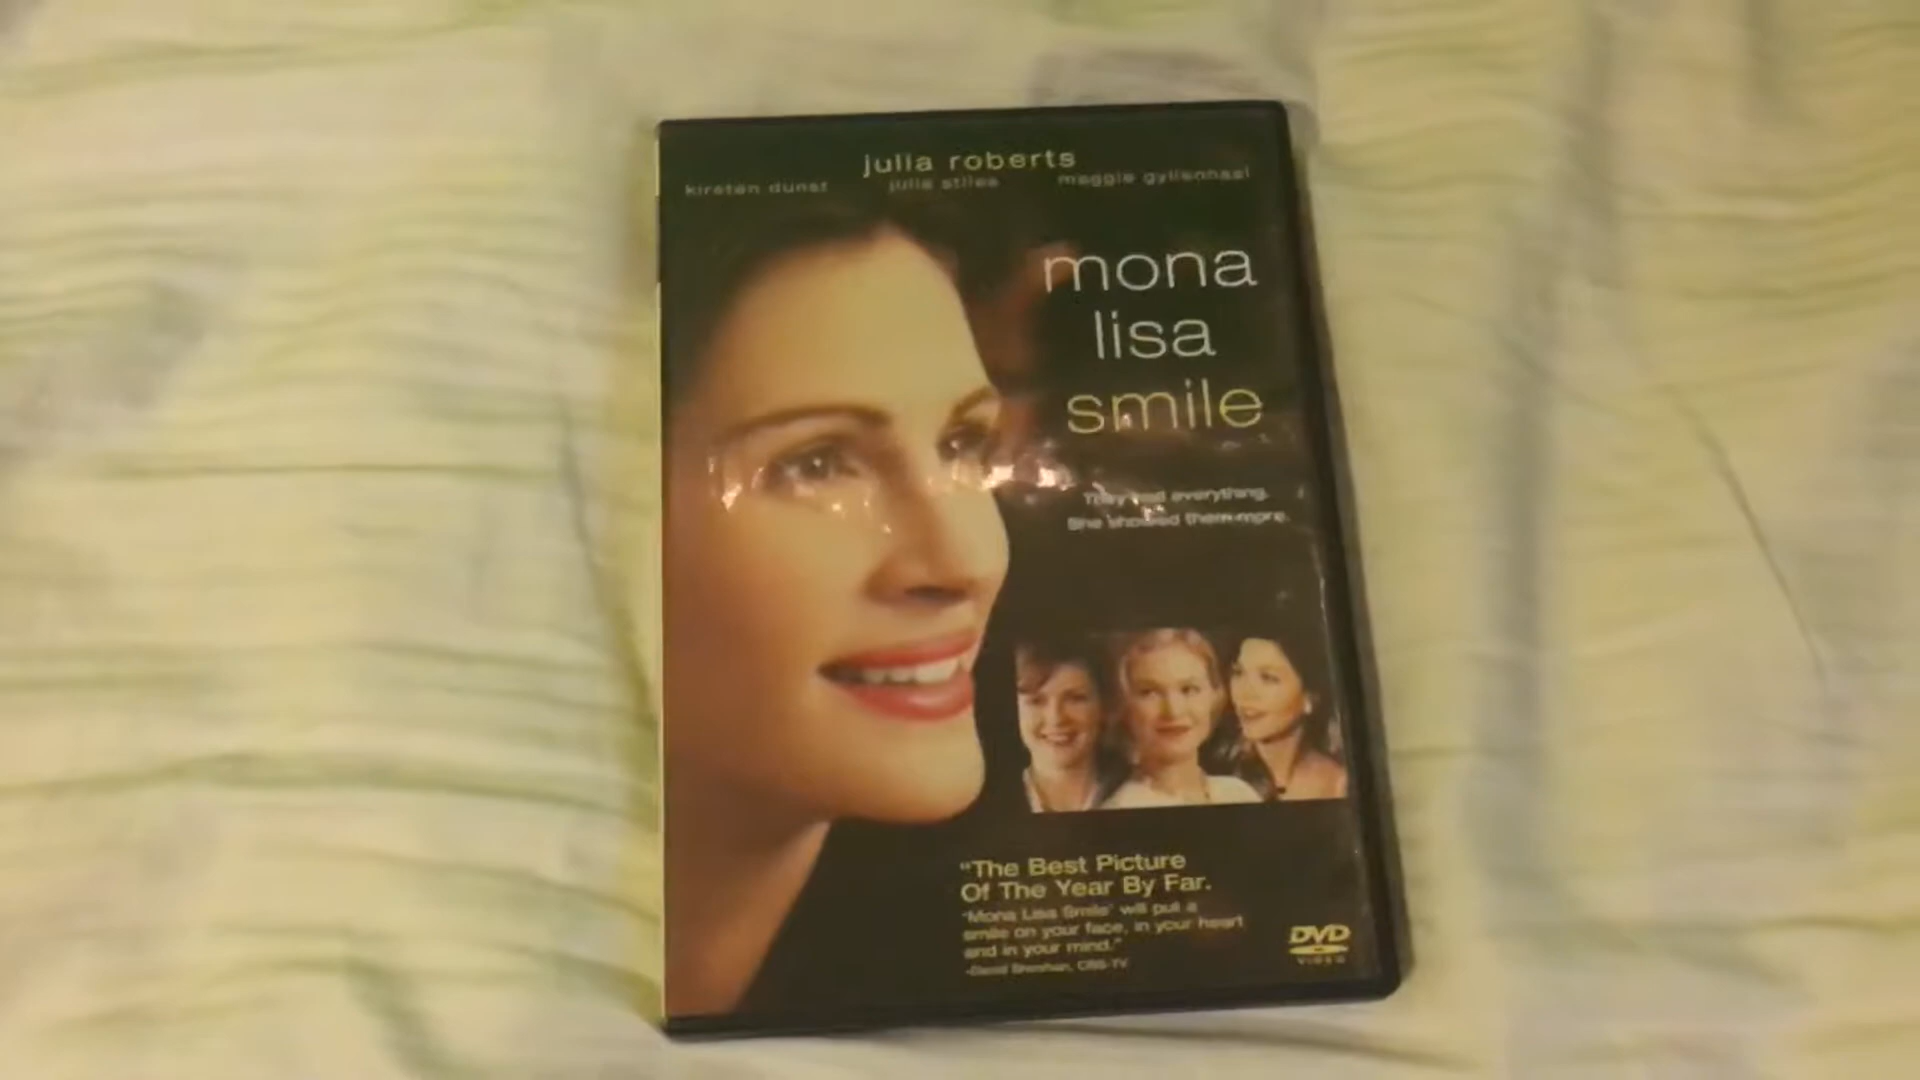 julia roberts
kirsten dunst julia stiles maggie gyllenhaal
mona
lisa
smile
They had everything.
She showed them more.
"The Best Picture
Of The Year By Far.
'Mona Lisa Smile' will put a
smile on your face, in your heart
and in your mind."
CBS-TV
DVD
VIDEO